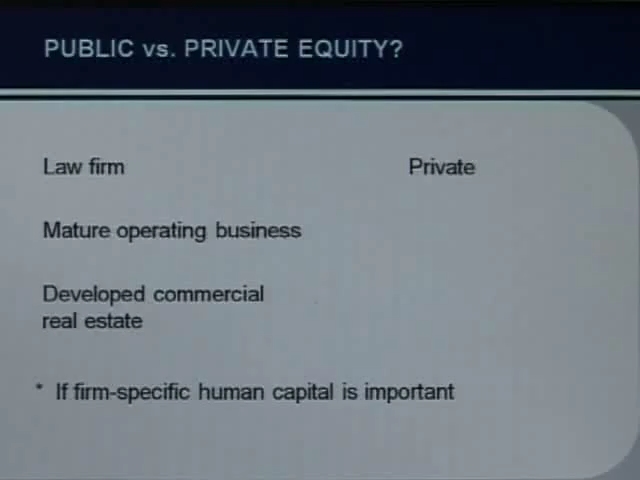 PUBLIC vs. PRIVATE EQUITY?
Law firm Private
Mature operating business
Developed commercial
real estate
* If firm-specific human capital is important